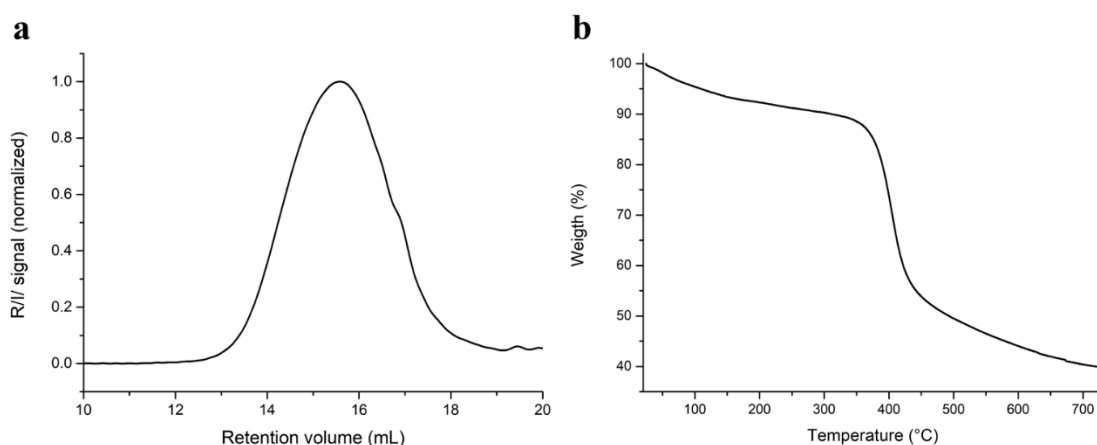 a
R/I/ signal (normalized)
1.0
0.8
0.6
0.4
0.2
0.0
10 12 14 16 18 20
Retention volume (mL)
b
Weigth (%)
100
90
80
70
60
50
40
100 200 300 400 500 600 700
Temperature (°C)